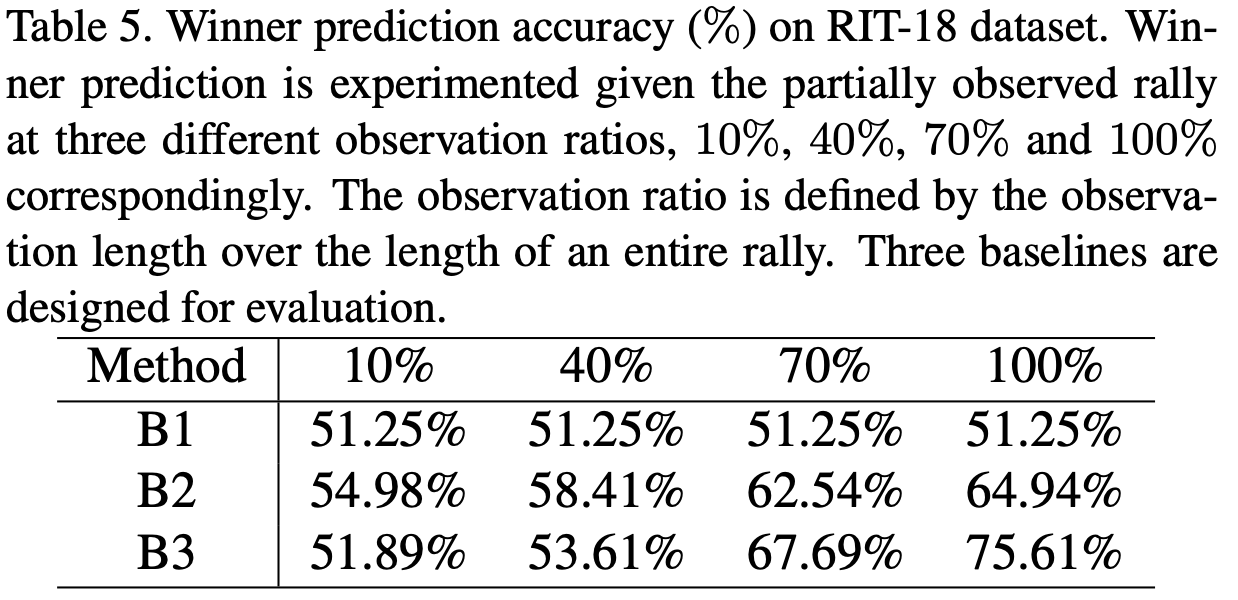 Table 5. Winner prediction accuracy (%) on RIT-18 dataset. Win-
ner prediction is experimented given the partially observed rally
at three different observation ratios, 10%, 40%, 70% and 100%
correspondingly. The observation ratio is defined by the observa-
tion length over the length of an entire rally. Three baselines are
designed for evaluation.
Method 10% 40% 70% 100%
B1 51.25% 51.25% 51.25% 51.25%
B2 54.98% 58.41% 62.54% 64.94%
B3 51.89% 53.61% 67.69% 75.61%